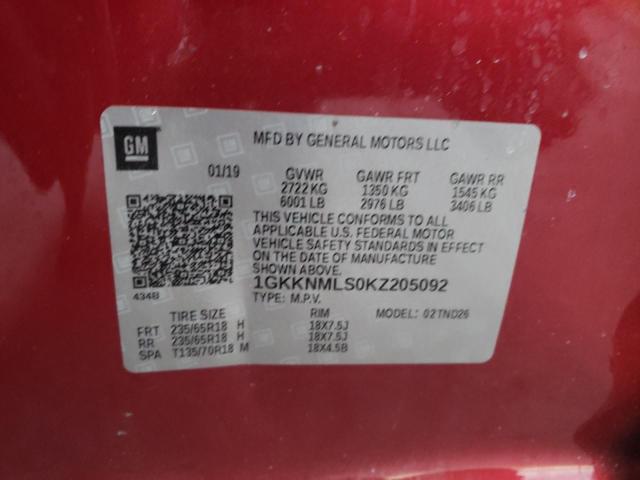 GM
MFD BY GENERAL MOTORS LLC
01/19 GVWR GAWR FRT GAWR RR
2722 KG 1350 KG 1545 KG
6001 LB 2976 LB 3406 LB
THIS VEHICLE CONFORMS TO ALL
APPLICABLE U.S. FEDERAL MOTOR
VEHICLE SAFETY STANDARDS IN EFFECT
ON THE DATE OF MANUFACTURE
SHOWN ABOVE.
434B
1GKKNMLS0KZ205092
TYPE: M.P.V. MODEL: 02TND26
TIRE SIZE RIM
FRT 235/65R18 H 18X7.5J
RR 235/65R18 H 18X7.5J
SPA T135/70R18 M 18X4.5B